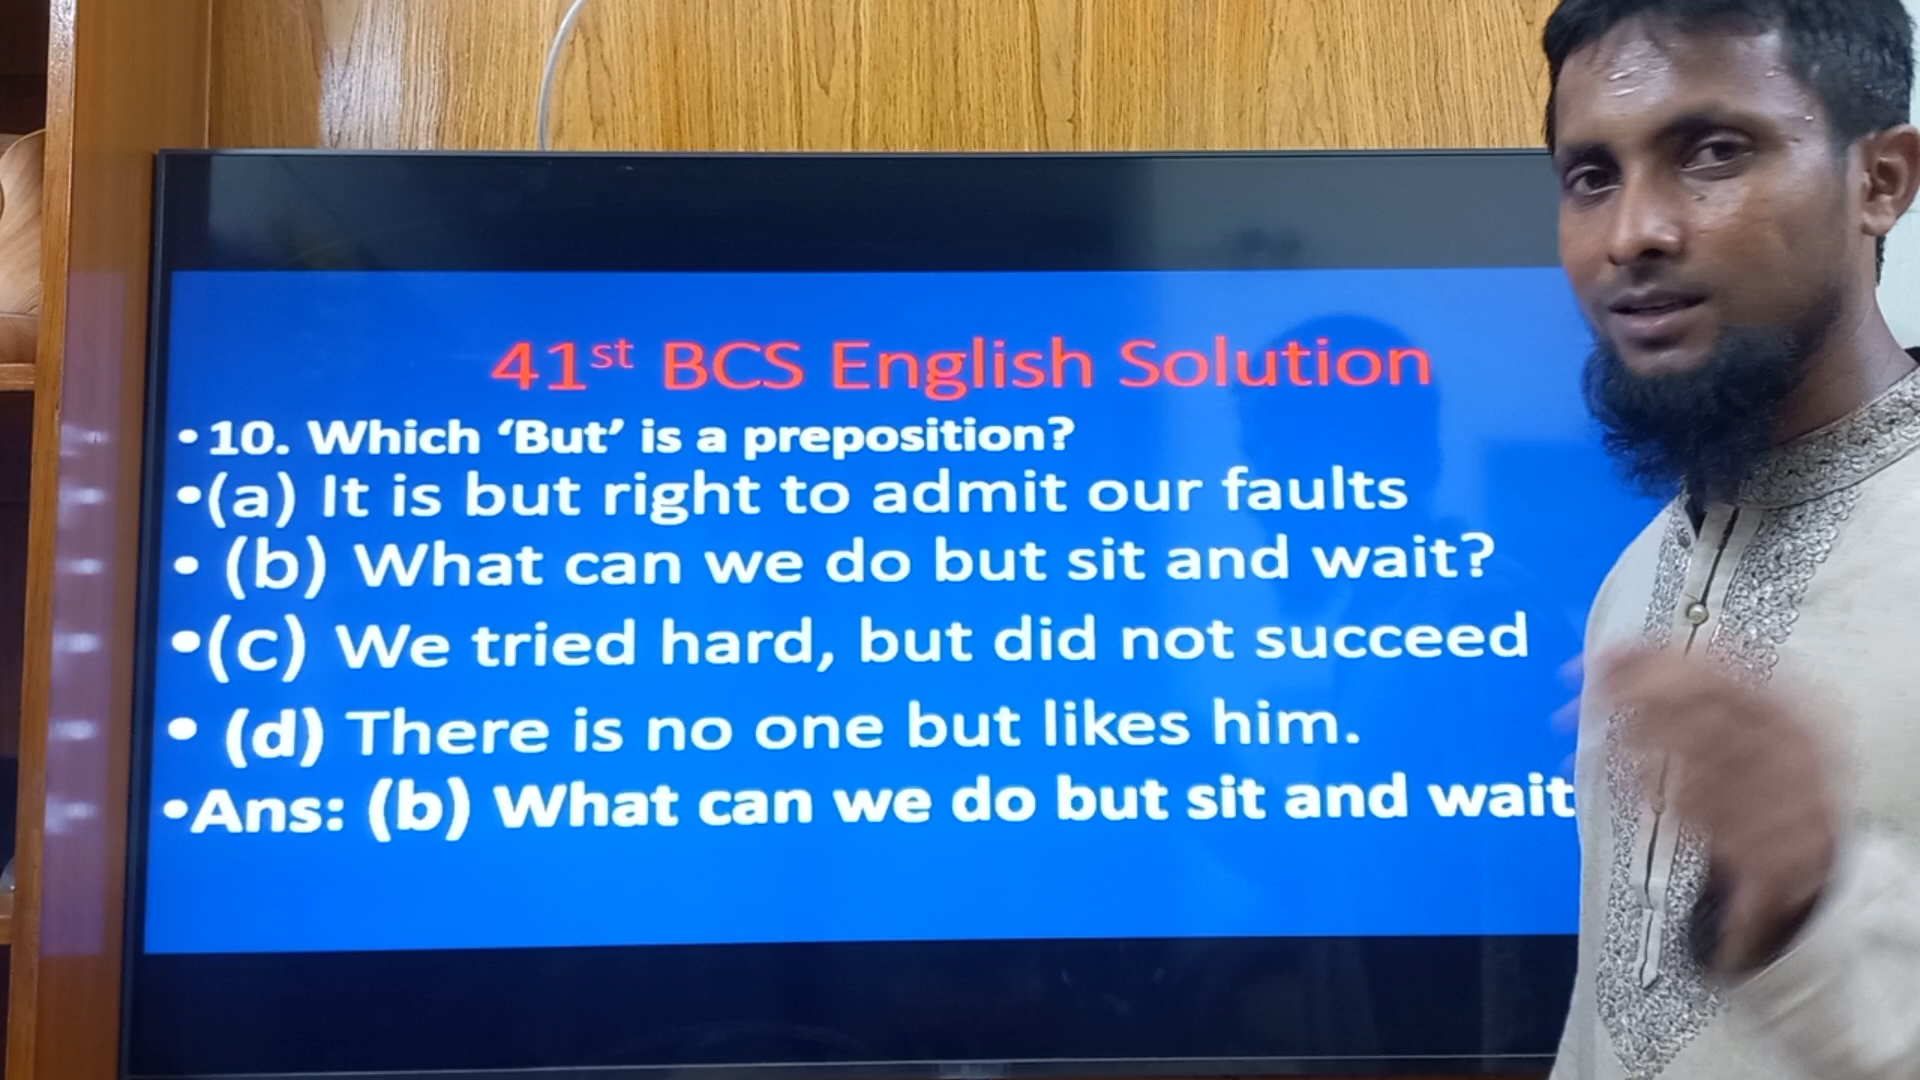 41st BCS English Solution
•10. Which ‘But’ is a preposition?
•(a) It is but right to admit our faults
• (b) What can we do but sit and wait?
•(c) We tried hard, but did not succeed
• (d) There is no one but likes him.
•Ans: (b) What can we do but sit and wait